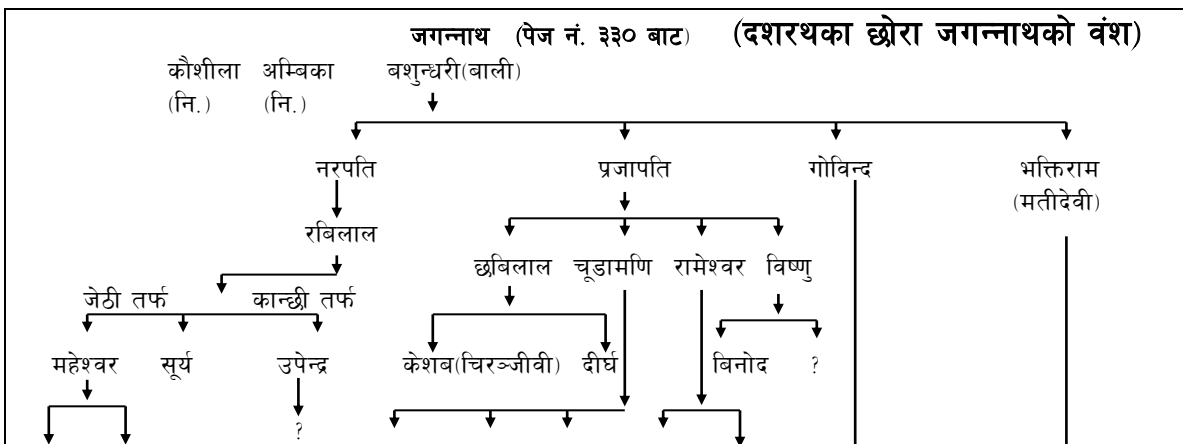 जगन्नाथ (पेज नं. ३३० बाट) (दशरथका छोरा जगन्नाथको वंश)
कौशीला अम्बिका बशुन्धरी(बाली)
(नि.) (नि.)
नरपति प्रजापति गोविन्द भक्तिराम
(मतीदेवी)
रबिलाल
छबिलाल चूडामणि रामेश्वर विष्णु
जेठी तर्फ कान्छी तर्फ
महेश्वर सूर्य उपेन्द्र केशब(चिरञ्जीवी) दीर्घ बिनोद ?
?